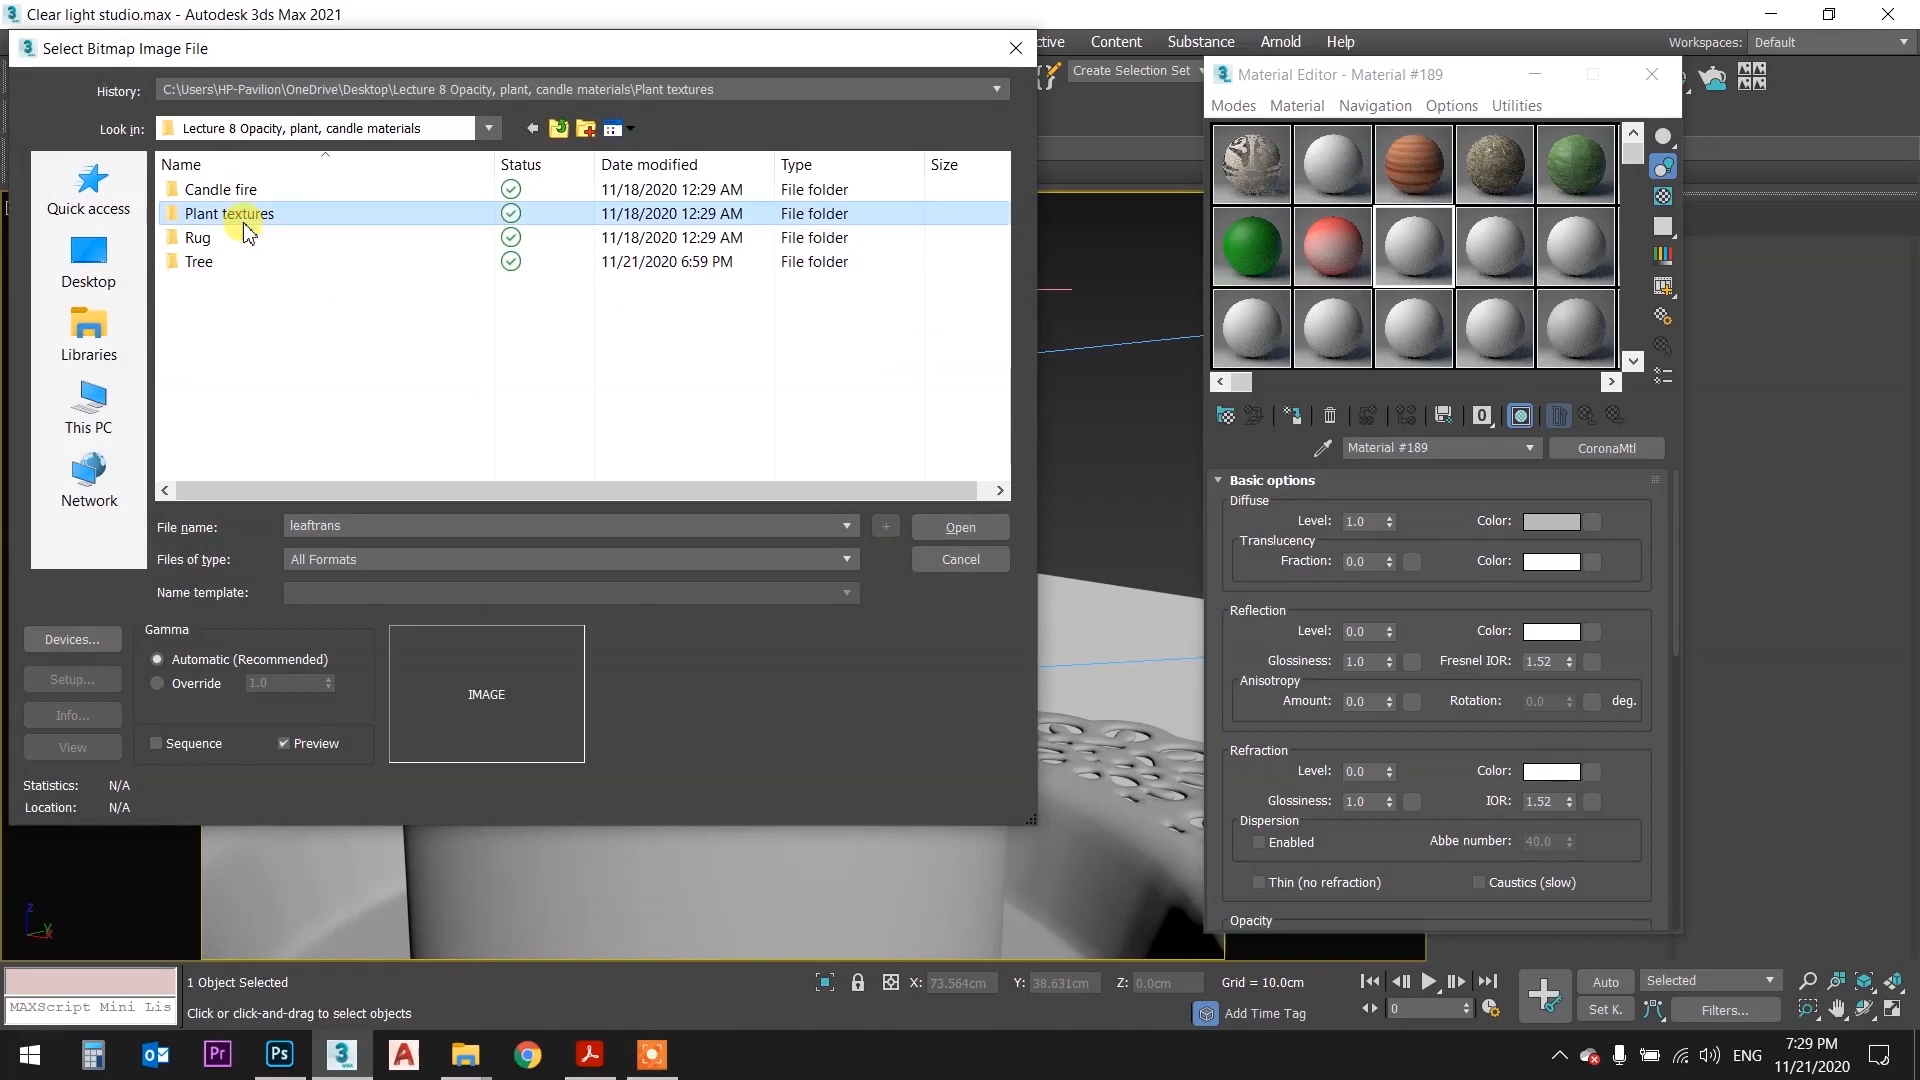 Clear light studio.max - Autodesk 3ds Max 2021
Select Bitmap Image File
ctive Content Substance Arnold Help
Workspaces: Default
Create Selection Set
History: C:\Users\HP-Pavilion\OneDrive\Desktop\Lecture 8 Opacity, plant, candle materials\Plant textures
Look in: Lecture 8 Opacity, plant, candle materials
Name Status Date modified Type Size
Candle fire 11/18/2020 12:29 AM File folder
Plant textures 11/18/2020 12:29 AM File folder
Rug 11/18/2020 12:29 AM File folder
Tree 11/21/2020 6:59 PM File folder
Quick access
Desktop
Libraries
This PC
Network
File name: leaftrans Open
Files of type: All Formats Cancel
Name template:
Devices...
Setup...
Info...
View
Gamma
Automatic (Recommended)
Override 1.0
Sequence Preview
IMAGE
Statistics: N/A
Location: N/A
Material Editor - Material #189
Modes Material Navigation Options Utilities
0
Material #189 CoronaMtl
Basic options
Diffuse
Level: 1.0 Color:
Translucency
Fraction: 0.0 Color:
Reflection
Level: 0.0 Color:
Glossiness: 1.0 Fresnel IOR: 1.52
Anisotropy
Amount: 0.0 Rotation: 0.0 deg.
Refraction
Level: 0.0 Color:
Glossiness: 1.0 IOR: 1.52
Dispersion
Enabled Abbe number: 40.0
Thin (no refraction) Caustics (slow)
Opacity
z
y
MAXScript Mini Lis
1 Object Selected
Click or click-and-drag to select objects
X: 73.564cm Y: 38.631cm Z: 0.0cm Grid = 10.0cm
Add Time Tag
0
Auto Selected
Set K. Filters...
Pr Ps 3 A
MAX
ENG
7:29 PM
11/21/2020